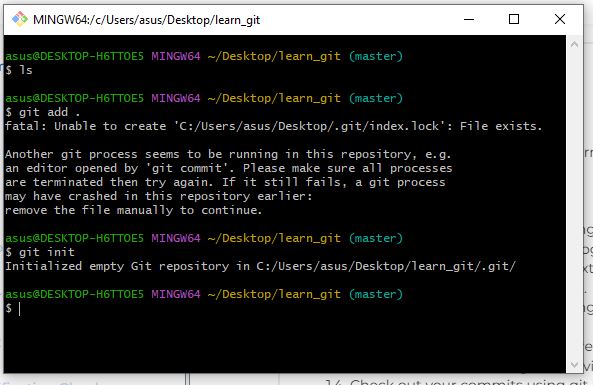 MINGW64:/c/Users/asus/Desktop/learn_git
asus@DESKTOP-H6TTOE5 MINGW64 ~/Desktop/learn_git (master)
$ ls
asus@DESKTOP-H6TTOE5 MINGW64 ~/Desktop/learn_git (master)
$ git add .
fatal: Unable to create 'C:/Users/asus/Desktop/.git/index.lock': File exists.
Another git process seems to be running in this repository, e.g.
an editor opened by 'git commit'. Please make sure all processes
are terminated then try again. If it still fails, a git process
may have crashed in this repository earlier:
remove the file manually to continue.
asus@DESKTOP-H6TTOE5 MINGW64 ~/Desktop/learn_git (master)
$ git init
Initialized empty Git repository in C:/Users/asus/Desktop/learn_git/.git/
asus@DESKTOP-H6TTOE5 MINGW64 ~/Desktop/learn_git (master)
$
14. Check out your commits using git